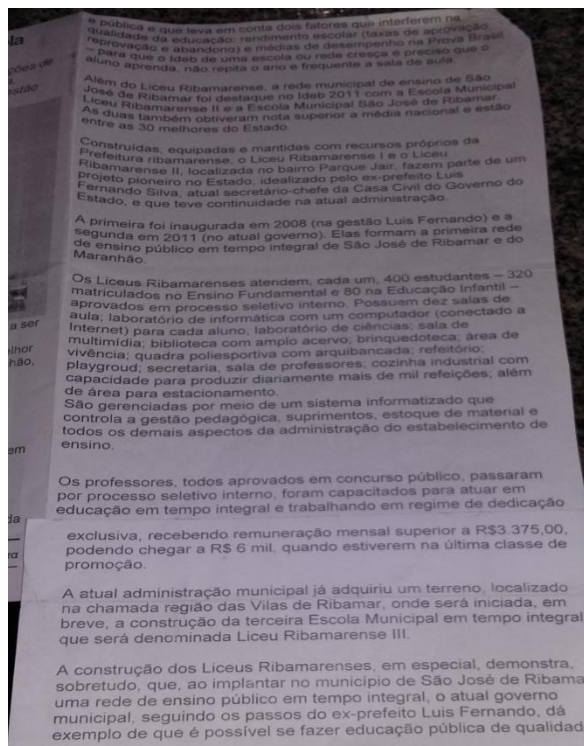 e pública e que leva em conta dois fatores que interferem na
qualidade da educação: rendimento escolar (taxas de aprovação,
reprovação e abandono) e médias de desempenho na Prova Brasil
– para que o Ideb de uma escola ou rede cresça é preciso que o
aluno aprenda, não repita o ano e frequente a sala de aula.
Além do Liceu Ribamarense, a rede municipal de ensino de São
José de Ribamar foi destaque no Ideb 2011 com a Escola Municipal
Liceu Ribamarense II e a Escola Municipal São José de Ribamar.
As duas também obtiveram nota superior a média nacional e estão
entre as 30 melhores do Estado.
Construídas, equipadas e mantidas com recursos próprios da
Prefeitura ribamarense, o Liceu Ribamarense I e o Liceu
Ribamarense II, localizada no bairro Parque Jair, fazem parte de um
projeto pioneiro no Estado, idealizado pelo ex-prefeito Luis
Fernando Silva, atual secretário-chefe da Casa Civil do Governo do
Estado, e que teve continuidade na atual administração.
A primeira foi inaugurada em 2008 (na gestão Luis Fernando) e a
segunda em 2011 (no atual governo). Elas formam a primeira rede
de ensino público em tempo integral de São José de Ribamar e do
Maranhão.
Os Liceus Ribamarenses atendem, cada um, 400 estudantes – 320
matriculados no Ensino Fundamental e 80 na Educação Infantil –
aprovados em processo seletivo interno. Possuem dez salas de
aula; laboratório de informática com um computador (conectado a
Internet) para cada aluno, laboratório de ciências; sala de
multimídia; biblioteca com amplo acervo; brinquedoteca; área de
vivência; quadra poliesportiva com arquibancada; refeitório;
playgroud; secretaria, sala de professores; cozinha industrial com
capacidade para produzir diariamente mais de mil refeições; além
de área para estacionamento.
São gerenciadas por meio de um sistema informatizado que
controla a gestão pedagógica, suprimentos, estoque de material e
todos os demais aspectos da administração do estabelecimento de
ensino.
Os professores, todos aprovados em concurso público, passaram
por processo seletivo interno, foram capacitados para atuar em
educação em tempo integral e trabalhando em regime de dedicação
exclusiva, recebendo remuneração mensal superior a R$3.375,00,
podendo chegar a R$ 6 mil, quando estiverem na última classe de
promoção.
A atual administração municipal já adquiriu um terreno, localizado
na chamada região das Vilas de Ribamar, onde será iniciada, em
breve, a construção da terceira Escola Municipal em tempo integral
que será denominada Liceu Ribamarense III.
A construção dos Liceus Ribamarenses, em especial, demonstra,
sobretudo, que, ao implantar no município de São José de Ribama
uma rede de ensino público em tempo integral, o atual governo
municipal, seguindo os passos do ex-prefeito Luis Fernando, dá
exemplo de que é possível se fazer educação pública de qualidad